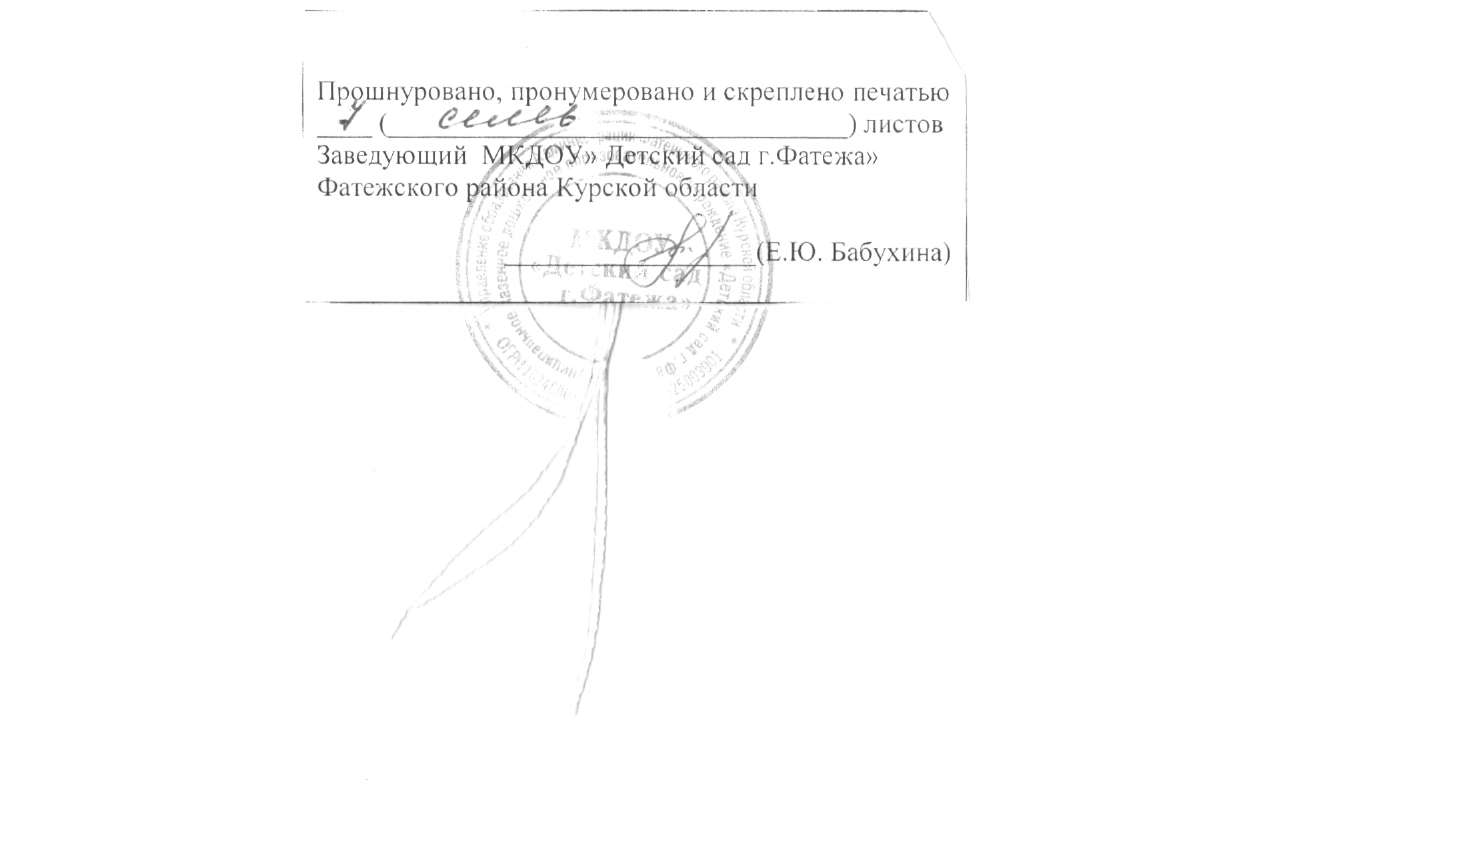 Прошнуровано, пронумеровано и скреплено печатью
7 ( семь ) листов
Заведующий МКДОУ» Детский сад г.Фатежа»
Фатежского района Курской области
(Е.Ю. Бабухина)
МКДОУ
«Детский сад
г.Фатежа»